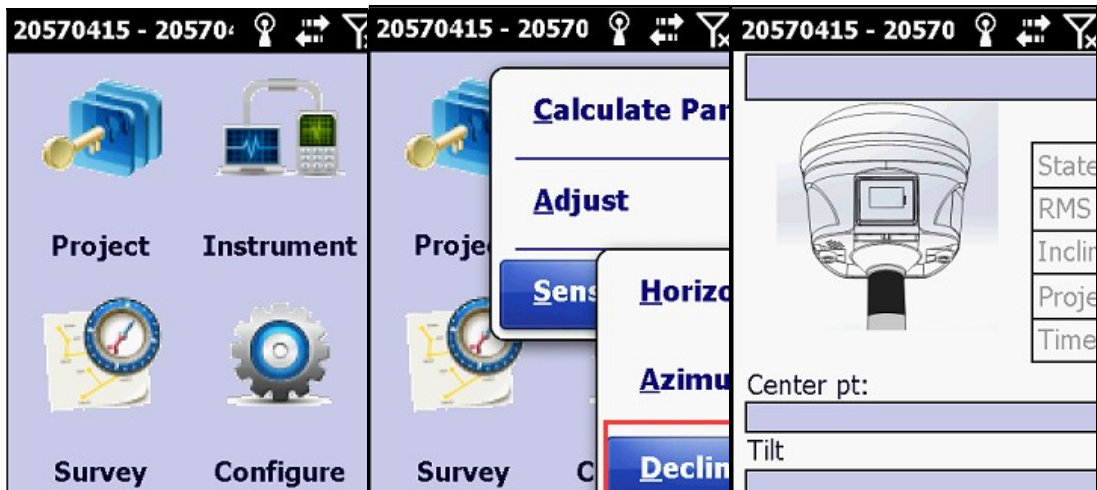 20570415 - 20570
Project Instrument
Survey Configure
20570415 - 20570
Calculate Par
Adjust
Proje
Sens
Horizo
Azimu
Survey C
Declin
20570415 - 20570
State
RMS
Inclin
Proje
Time
Center pt:
Tilt